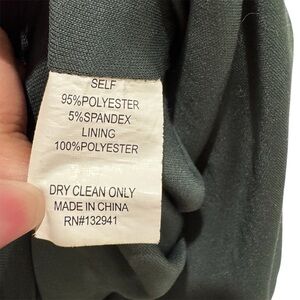 SELF
95%POLYESTER
5%SPANDEX
LINING
100%POLYESTER
DRY CLEAN ONLY
MADE IN CHINA
RN#132941